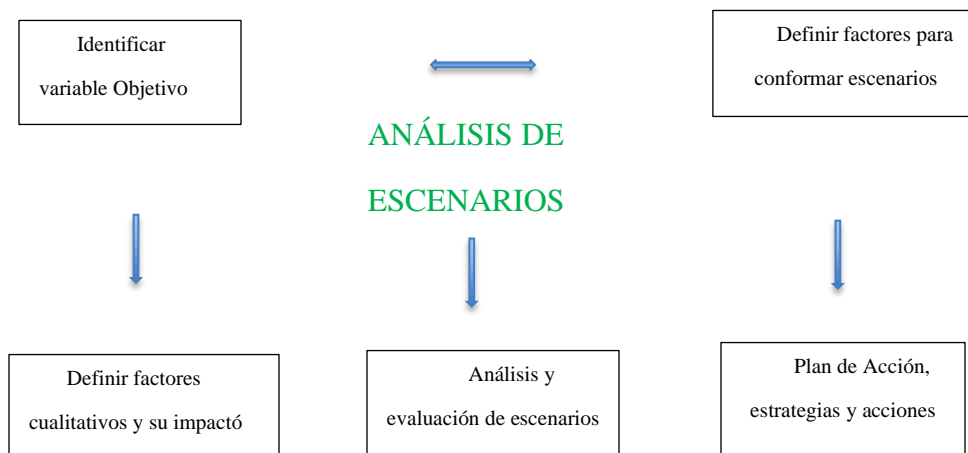 Identificar
variable Objetivo
Definir factores para
conformar escenarios
ANÁLISIS DE
ESCENARIOS
Definir factores
cualitativos y su impactó
Análisis y
evaluación de escenarios
Plan de Acción,
estrategias y acciones